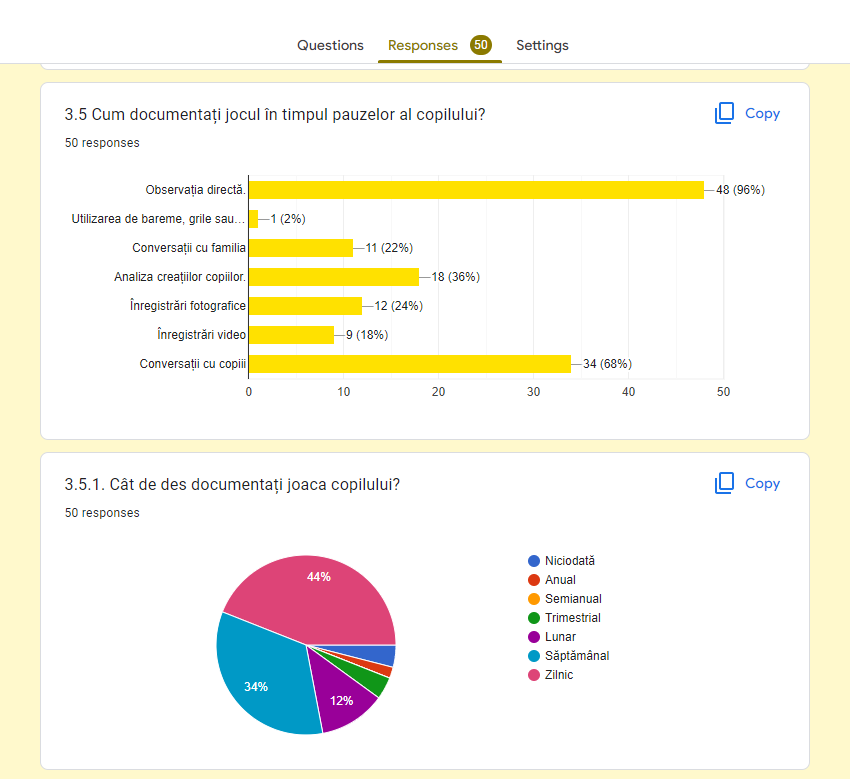 Questions Responses 50 Settings
3.5 Cum documentați jocul în timpul pauzelor al copilului?
Copy
50 responses
Observația directă. 48 (96%)
Utilizarea de bareme, grile sau... 1 (2%)
Conversații cu familia 11 (22%)
Analiza creațiilor copiilor. 18 (36%)
Înregistrări fotografice 12 (24%)
Înregistrări video 9 (18%)
Conversații cu copiii 34 (68%)
0 10 20 30 40 50
3.5.1. Cât de des documentați joaca copilului?
Copy
50 responses
44%
34%
12%
Niciodată
Anual
Semianual
Trimestrial
Lunar
Săptămânal
Zilnic